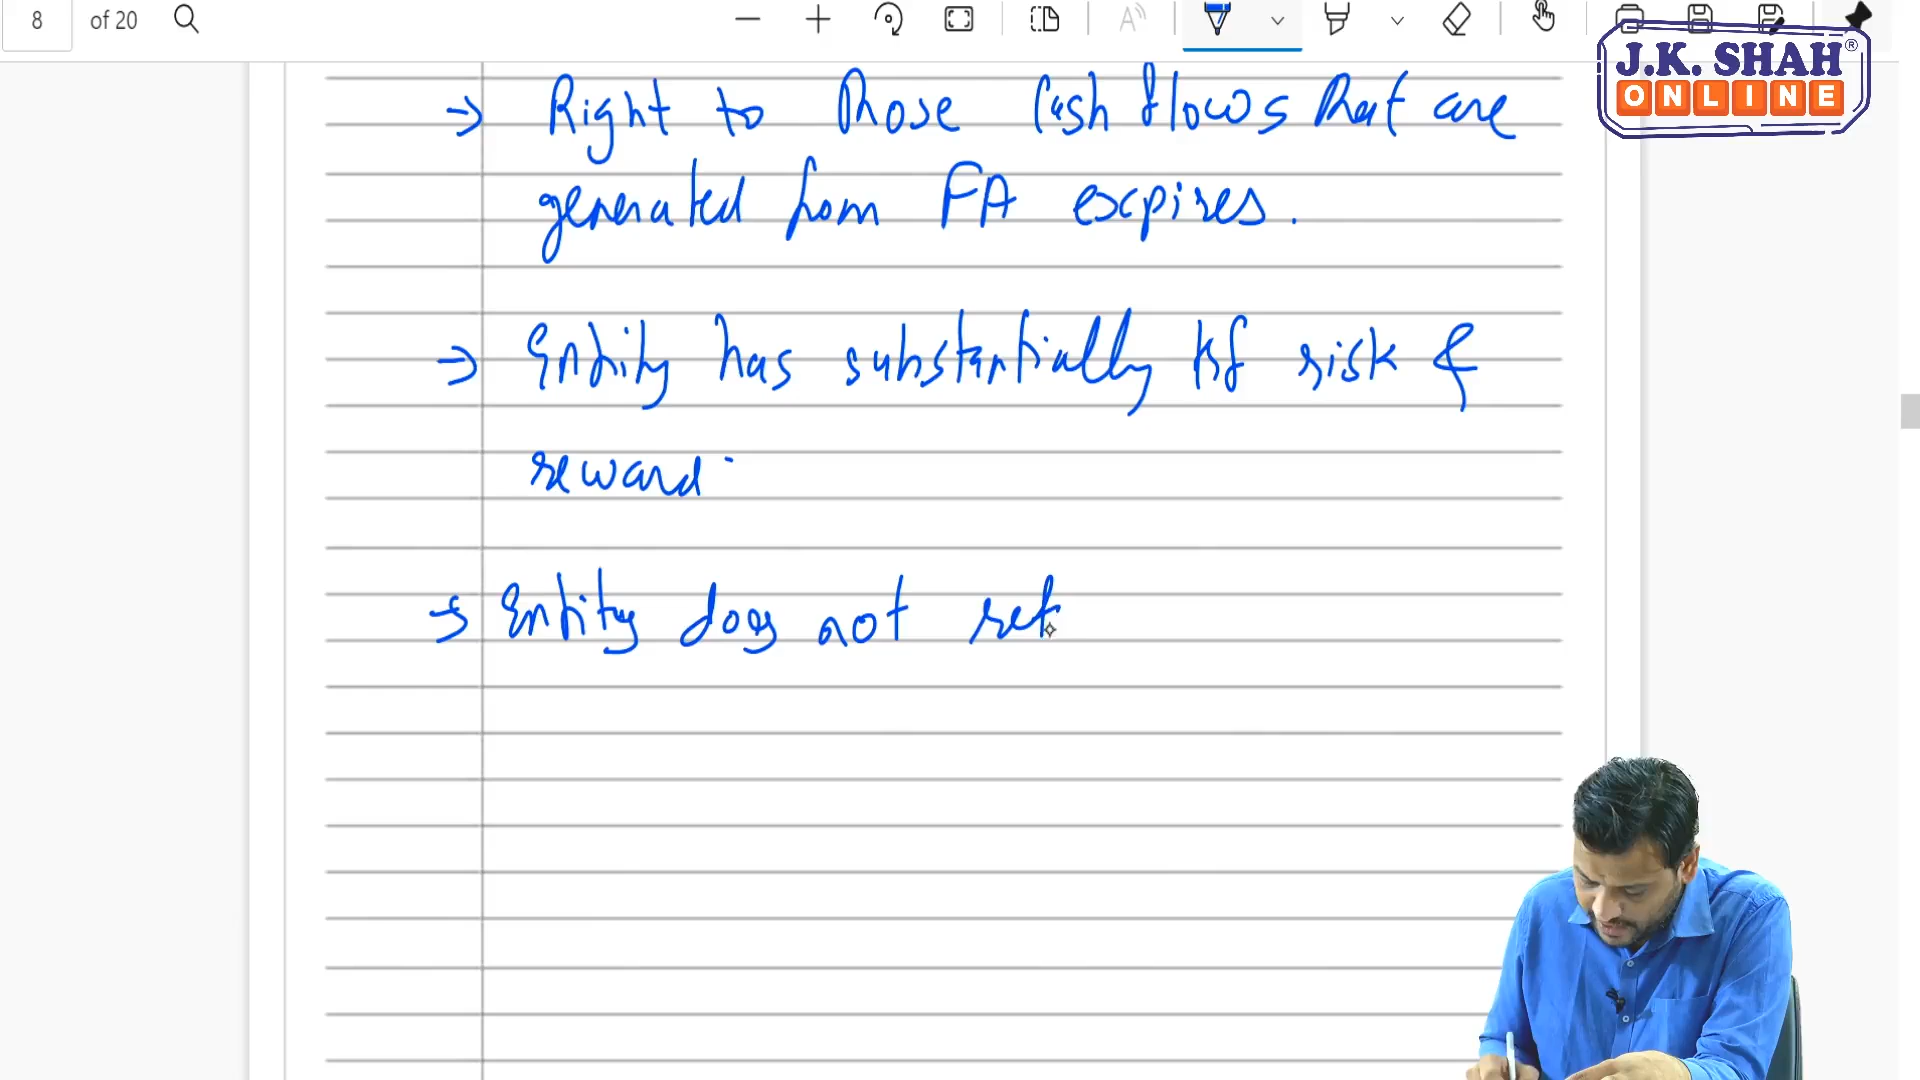 8 of 20
J.K. SHAH®
ONLINE
→ Right to those Cash flows that are
generated from FA expires.
→ Entity has substantially trf risk &
reward.
→ Entity does not ret